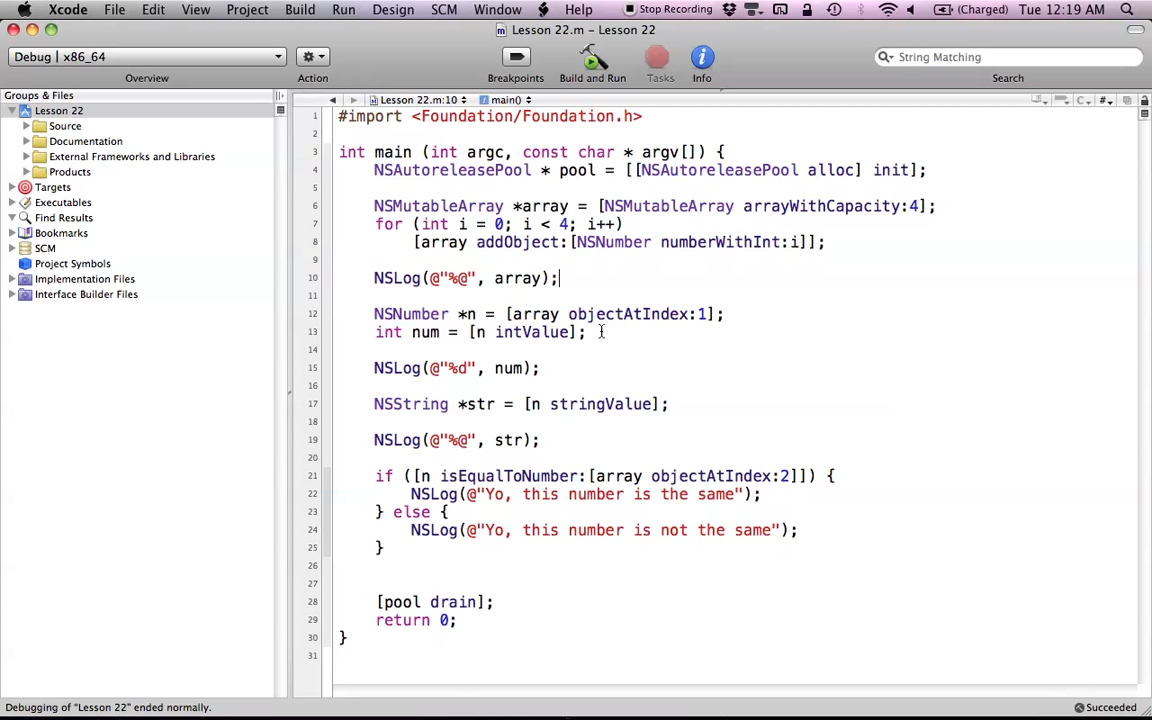 Xcode File Edit View Project Build Run Design SCM Window Help Stop Recording (Charged) Tue 12:19 AM
Lesson 22.m - Lesson 22
Debug | x86_64
String Matching
Overview Action Breakpoints Build and Run Tasks Info Search
Groups & Files
Lesson 22
Source
Documentation
External Frameworks and Libraries
Products
Targets
Executables
Find Results
Bookmarks
SCM
Project Symbols
Implementation Files
Interface Builder Files
Lesson 22.m:10 main()
1 #import <Foundation/Foundation.h>
2
3 int main (int argc, const char * argv[]) {
4 NSAutoreleasePool * pool = [[NSAutoreleasePool alloc] init];
5
6 NSMutableArray *array = [NSMutableArray arrayWithCapacity:4];
7 for (int i = 0; i < 4; i++)
8 [array addObject:[NSNumber numberWithInt:i]];
9
10 NSLog(@"%@", array);
11
12 NSNumber *n = [array objectAtIndex:1];
13 int num = [n intValue];
14
15 NSLog(@"%d", num);
16
17 NSString *str = [n stringValue];
18
19 NSLog(@"%@", str);
20
21 if ([n isEqualToNumber:[array objectAtIndex:2]]) {
22 NSLog(@"Yo, this number is the same");
23 } else {
24 NSLog(@"Yo, this number is not the same");
25 }
26
27
28 [pool drain];
29 return 0;
30 }
31
Debugging of "Lesson 22" ended normally.
Succeeded